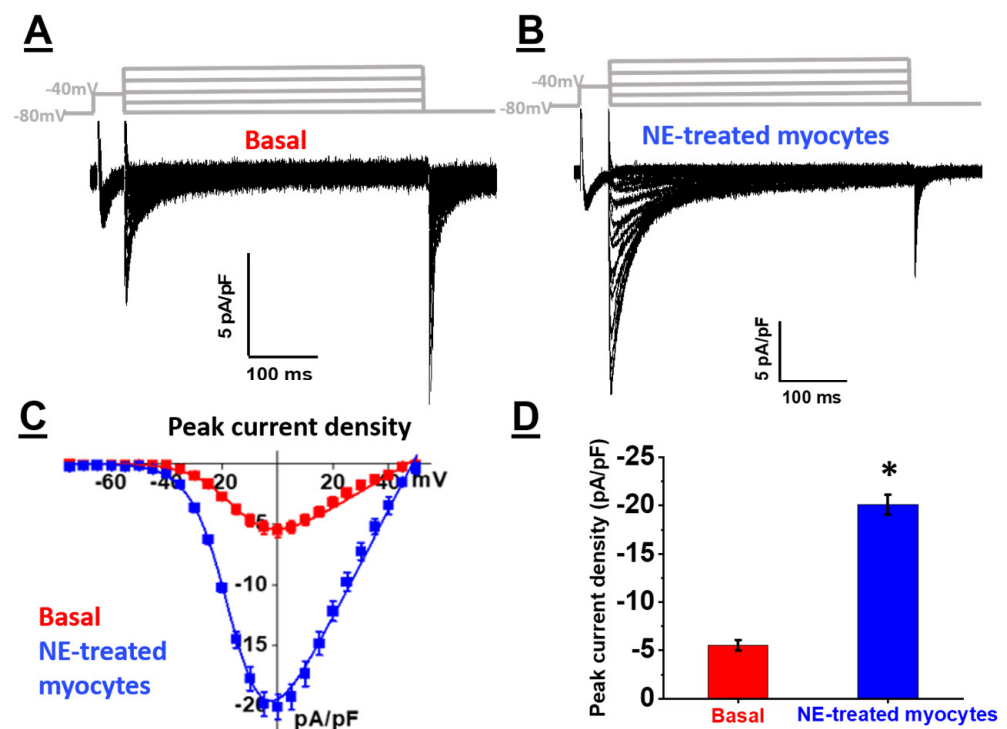 A
-40mV
-80mV
Basal
5 pA/pF
100 ms
B
-40mV
-80mV
NE-treated myocytes
5 pA/pF
100 ms
C
Peak current density
-60
-40
-20
20
40
mV
-5
-10
-15
-20
pA/pF
Basal
NE-treated
myocytes
D
Peak current density (pA/pF)
-25
-20
-15
-10
-5
0
*
Basal
NE-treated myocytes